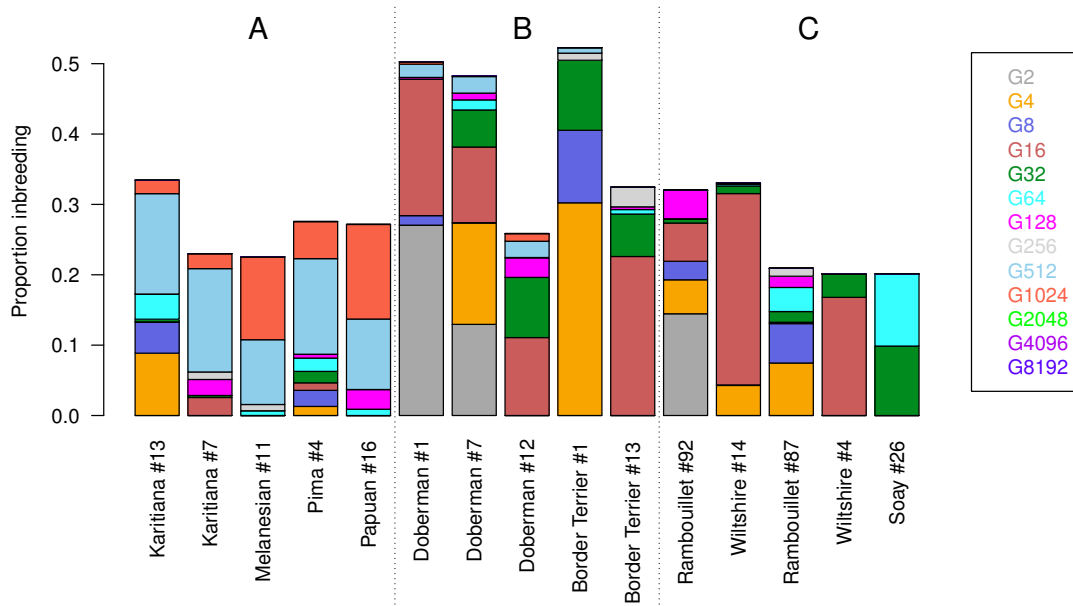 A
B
C
Proportion inbreeding
0.5
0.4
0.3
0.2
0.1
0.0
Karitiana #13
Karitiana #7
Melanesian #11
Pima #4
Papuan #16
Doberman #1
Doberman #7
Doberman #12
Border Terrier #1
Border Terrier #13
Rambouillet #92
Wiltshire #14
Rambouillet #87
Wiltshire #4
Soay #26
G2
G4
G8
G16
G32
G64
G128
G256
G512
G1024
G2048
G4096
G8192